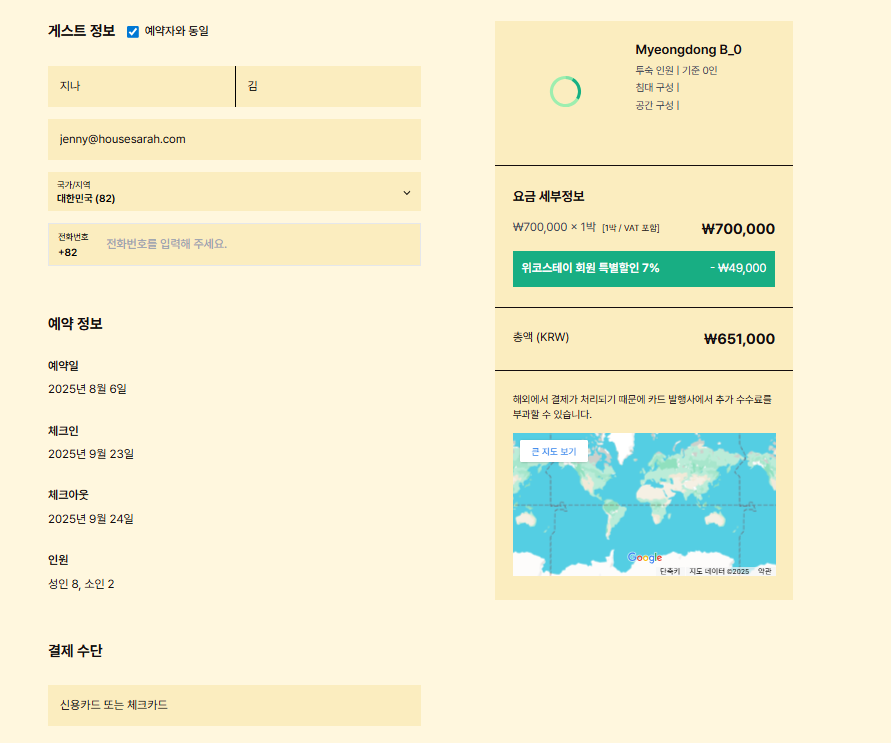 게스트 정보 예약자와 동일
지나 김
jenny@housesarah.com
국가/지역
대한민국 (82)
전화번호
+82 전화번호를 입력해 주세요.
예약 정보
예약일
2025년 8월 6일
체크인
2025년 9월 23일
체크아웃
2025년 9월 24일
인원
성인 8, 소인 2
결제 수단
신용카드 또는 체크카드
Myeongdong B_0
투숙 인원 | 기준 0인
침대 구성 |
공간 구성 |
요금 세부정보
₩700,000 × 1박 [1박 / VAT 포함] ₩700,000
위코스테이 회원 특별할인 7% - ₩49,000
총액 (KRW) ₩651,000
해외에서 결제가 처리되기 때문에 카드 발행사에서 추가 수수료를
부과할 수 있습니다.
큰 지도 보기
Google
단축키 지도 데이터 ©2025 약관